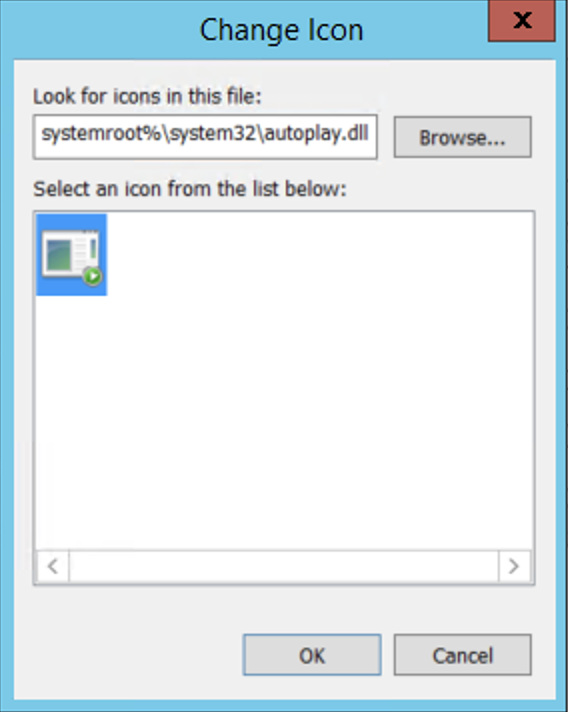 Change Icon
x
Look for icons in this file:
systemroot%\system32\autoplay.dll
Browse...
Select an icon from the list below:
OK
Cancel